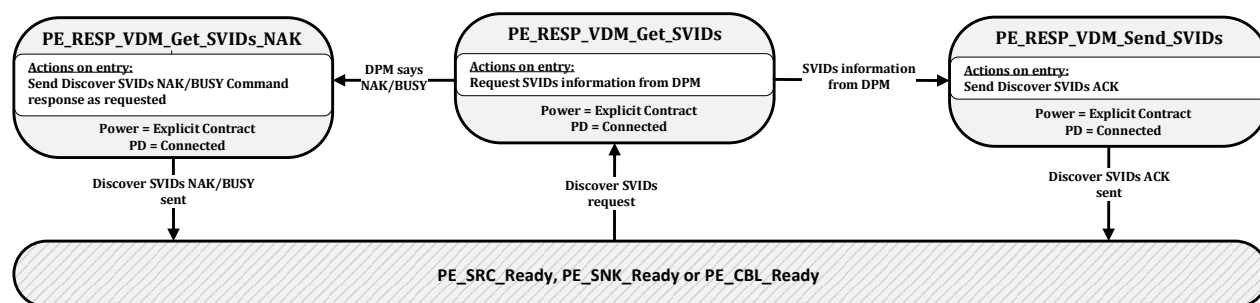 PE_RESP_VDM_Get_SVIDs_NAK
Actions on entry:
Send Discover SVIDs NAK/BUSY Command
response as requested
Power = Explicit Contract
PD = Connected
DPM says
NAK/BUSY
PE_RESP_VDM_Get_SVIDs
Actions on entry:
Request SVIDs information from DPM
Power = Explicit Contract
PD = Connected
SVIDs information
from DPM
PE_RESP_VDM_Send_SVIDs
Actions on entry:
Send Discover SVIDs ACK
Power = Explicit Contract
PD = Connected
Discover SVIDs NAK/BUSY
sent
Discover SVIDs
request
Discover SVIDs ACK
sent
PE_SRC_Ready, PE_SNK_Ready or PE_CBL_Ready